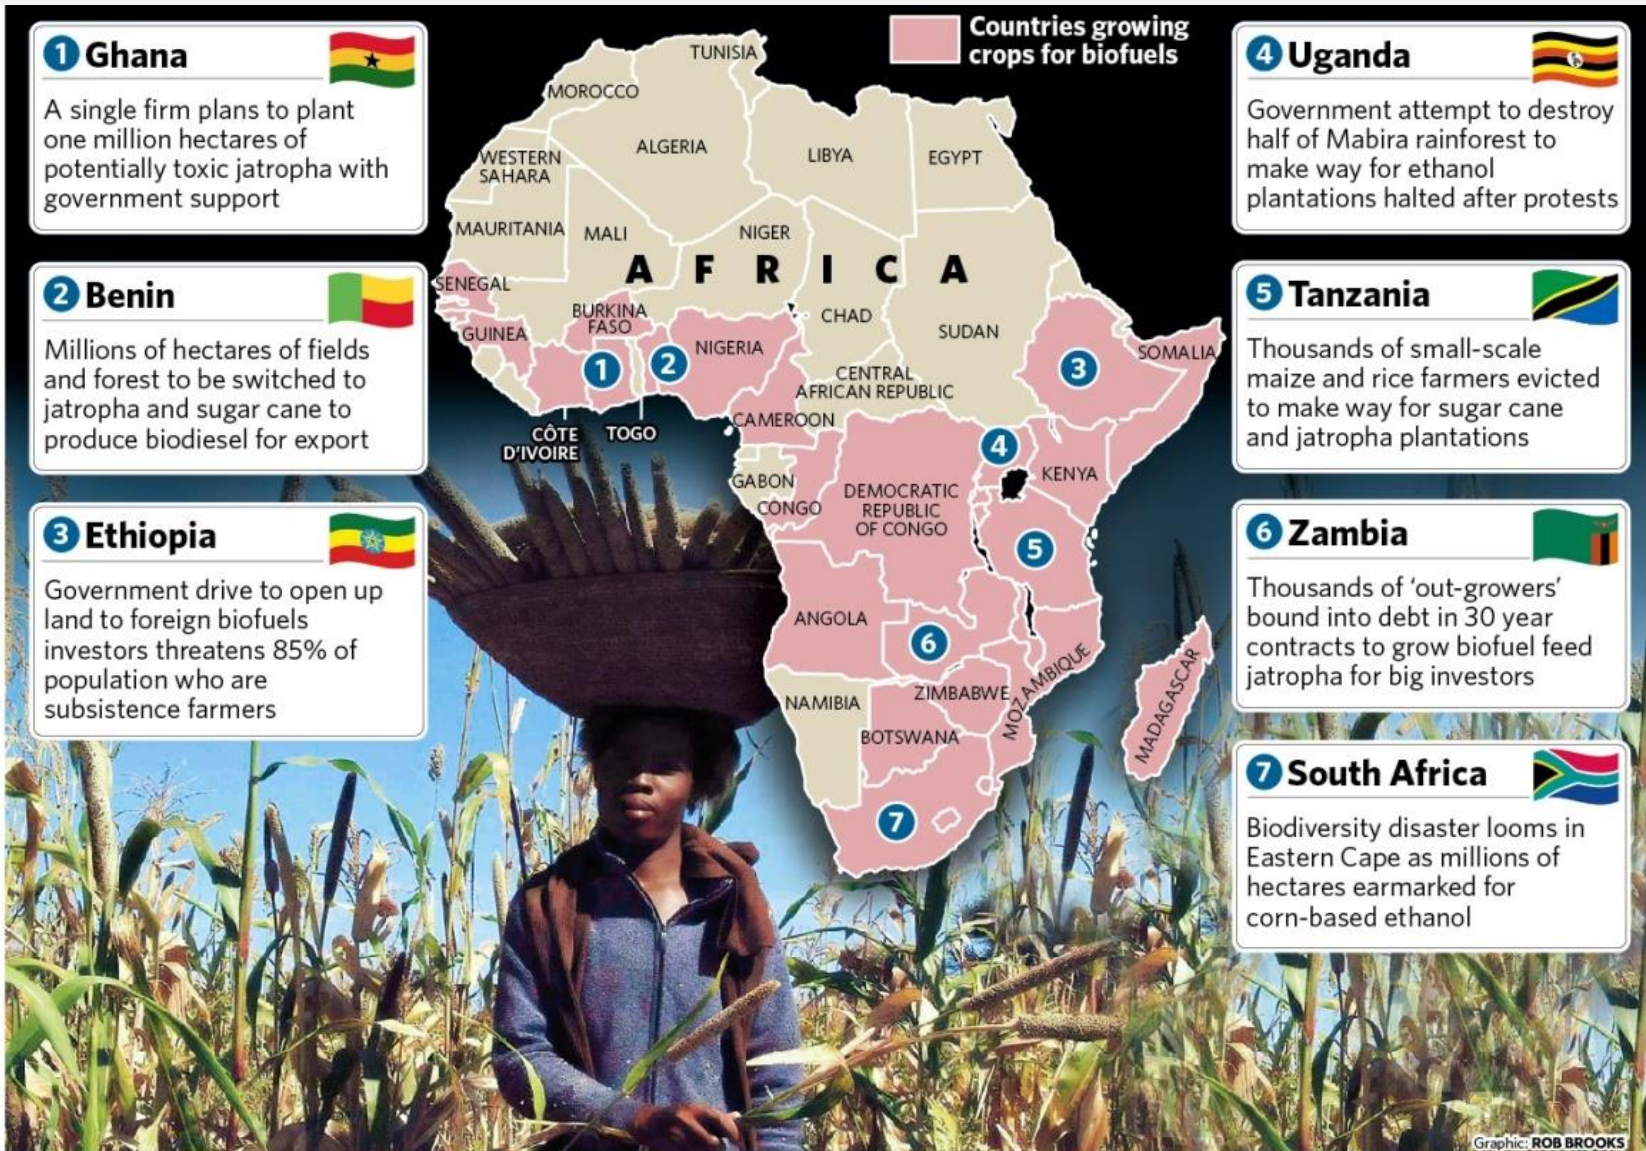 1 Ghana
A single firm plans to plant
one million hectares of
potentially toxic jatropha with
government support
2 Benin
Millions of hectares of fields
and forest to be switched to
jatropha and sugar cane to
produce biodiesel for export
3 Ethiopia
Government drive to open up
land to foreign biofuels
investors threatens 85% of
population who are
subsistence farmers
Countries growing
crops for biofuels
TUNISIA
MOROCCO
ALGERIA
LIBYA
EGYPT
WESTERN
SAHARA
MAURITANIA
MALI
NIGER
AFRICA
SENEGAL
BURKINA
FASO
CHAD
SUDAN
GUINEA
NIGERIA
SOMALIA
1
2
3
CENTRAL
AFRICAN REPUBLIC
CAMEROON
CÔTE
D'IVOIRE
TOGO
4
KENYA
GABON
CONGO
DEMOCRATIC
REPUBLIC
OF CONGO
5
ANGOLA
6
MOZAMBIQUE
MADAGASCAR
NAMIBIA
ZIMBABWE
BOTSWANA
7
4 Uganda
Government attempt to destroy
half of Mabira rainforest to
make way for ethanol
plantations halted after protests
5 Tanzania
Thousands of small-scale
maize and rice farmers evicted
to make way for sugar cane
and jatropha plantations
6 Zambia
Thousands of ‘out-growers’
bound into debt in 30 year
contracts to grow biofuel feed
jatropha for big investors
7 South Africa
Biodiversity disaster looms in
Eastern Cape as millions of
hectares earmarked for
corn-based ethanol
Graphic: ROB BROOKS